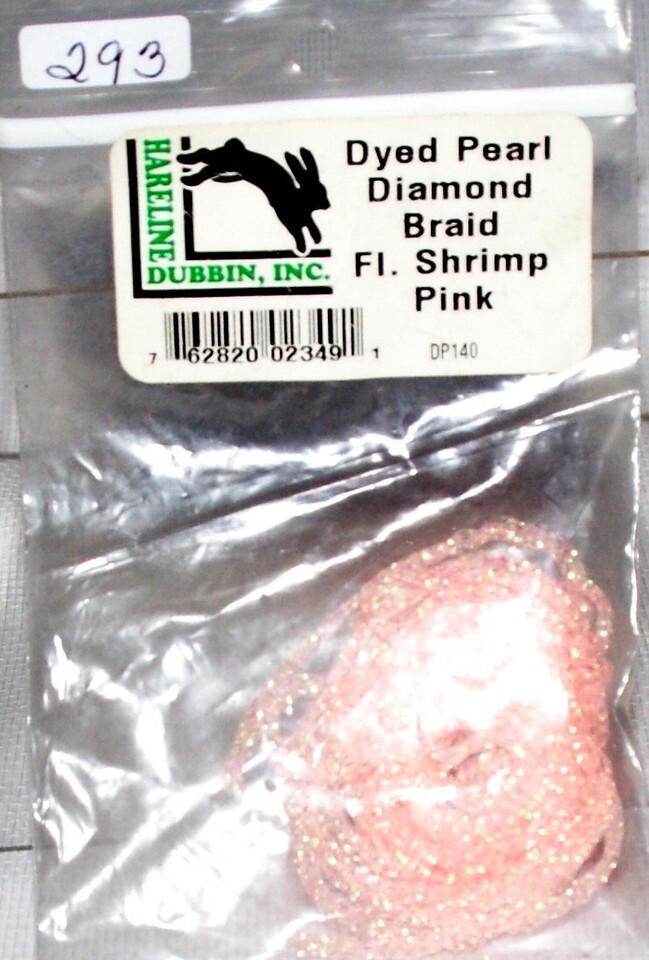 293
HARELINE
DUBBIN, INC.
Dyed Pearl
Diamond
Braid
Fl. Shrimp
Pink
7 62820 02349 1
DP140